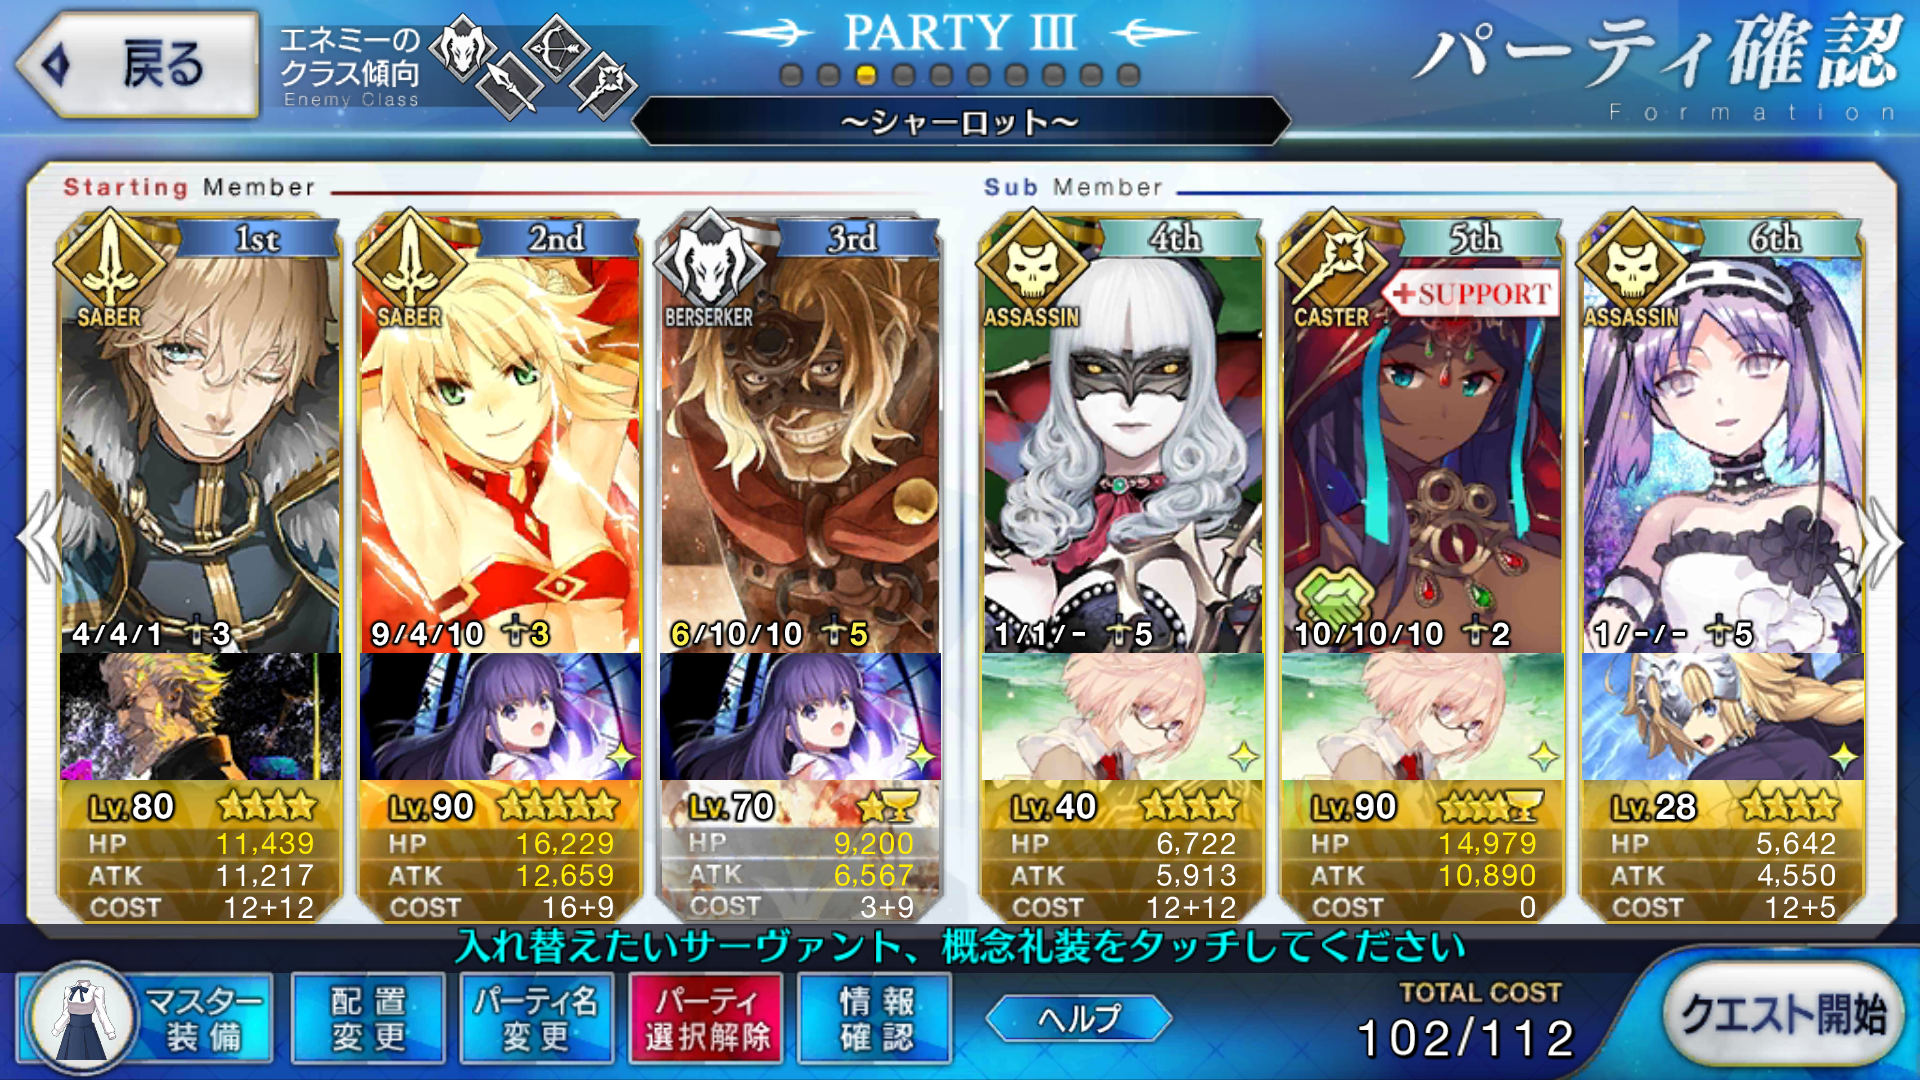 戻る
エネミーの
クラス傾向
Enemy Class
PARTY III
~シャーロット~
パーティ確認
Formation
Starting Member
Sub Member
1st
SABER
4/4/1 3
Lv.80
HP 11,439
ATK 11,217
COST 12+12
2nd
SABER
9/4/10 3
Lv.90
HP 16,229
ATK 12,659
COST 16+9
3rd
BERSERKER
6/10/10 5
Lv.70
HP 9,200
ATK 6,567
COST 3+9
4th
ASSASSIN
1/1/- 5
Lv.40
HP 6,722
ATK 5,913
COST 12+12
5th
+SUPPORT
CASTER
10/10/10 2
Lv.90
HP 14,979
ATK 10,890
COST 0
6th
ASSASSIN
1/-/- 5
Lv.28
HP 5,642
ATK 4,550
COST 12+5
入れ替えたいサーヴァント、概念礼装をタッチしてください
マスター
装備
配置
変更
パーティ名
変更
パーティ
選択解除
情報
確認
ヘルプ
TOTAL COST
102/112
クエスト開始